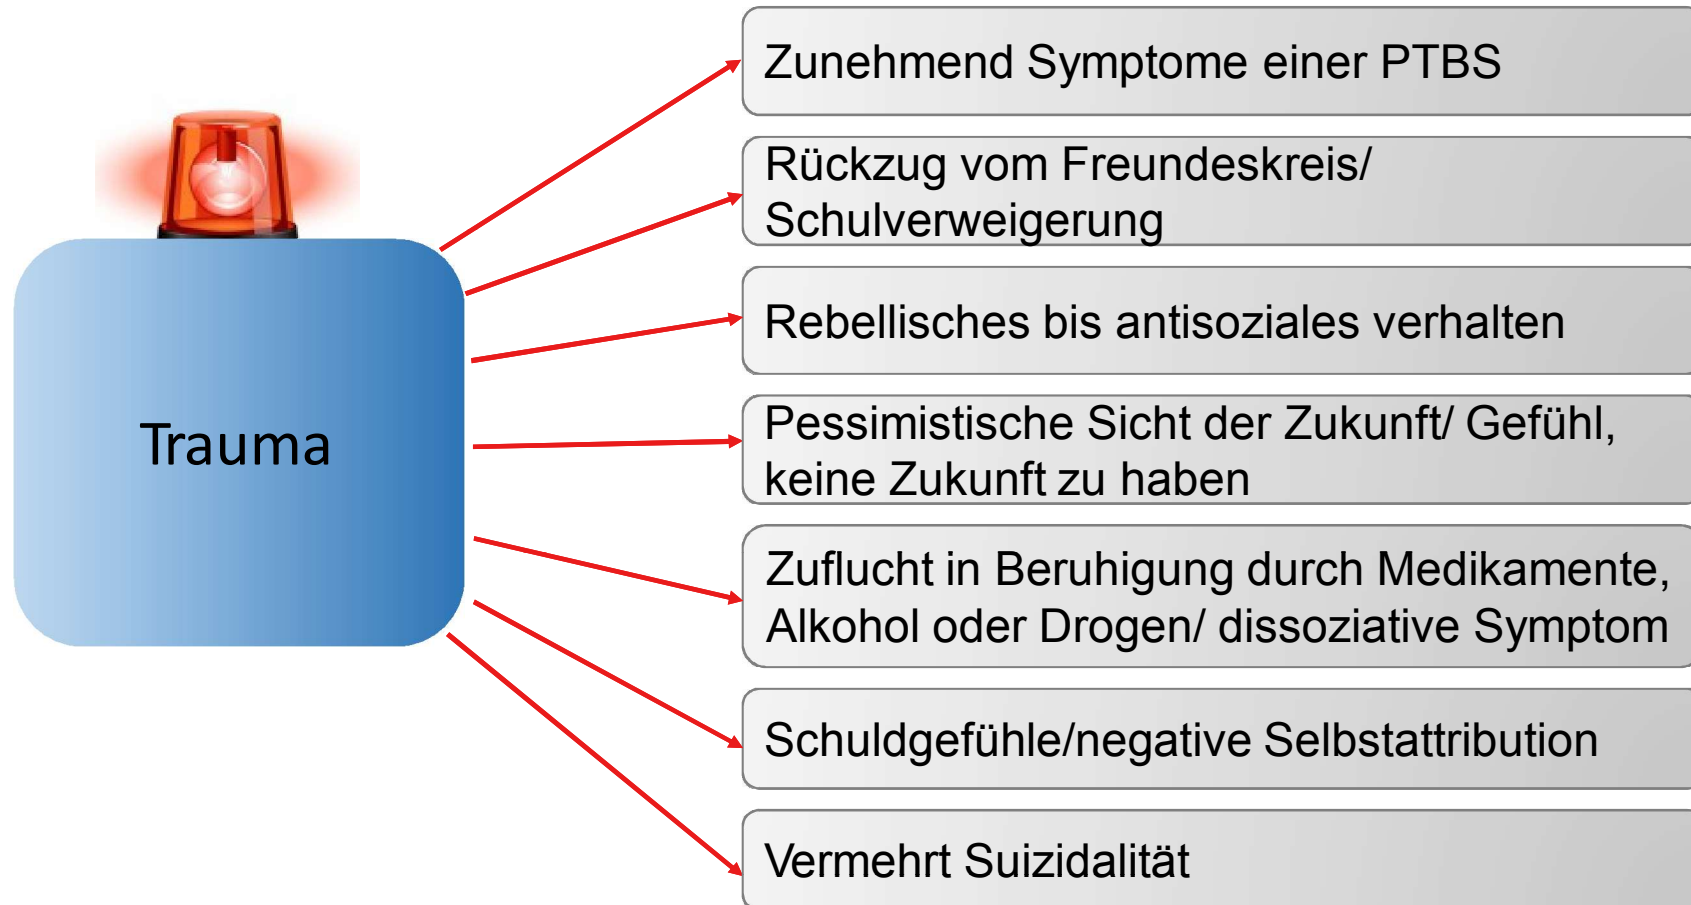 Zunehmend Symptome einer PTBS
Rückzug vom Freundeskreis/
Schulverweigerung
Rebellisches bis antisoziales verhalten
Trauma
Pessimistische Sicht der Zukunft/ Gefühl,
keine Zukunft zu haben
Zuflucht in Beruhigung durch Medikamente,
Alkohol oder Drogen/ dissoziative Symptom
Schuldgefühle/negative Selbstattribution
Vermehrt Suizidalität